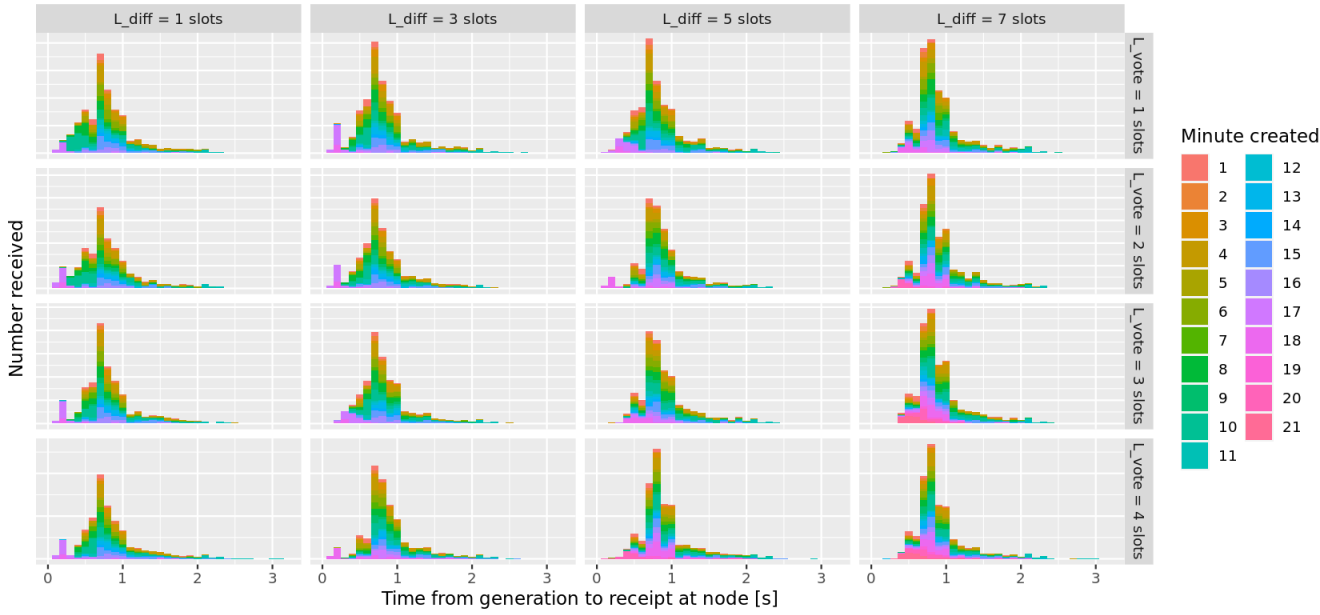 L_diff = 1 slots
L_diff = 3 slots
L_diff = 5 slots
L_diff = 7 slots
L_vote = 1 slots
L_vote = 2 slots
L_vote = 3 slots
L_vote = 4 slots
Number received
0 1 2 3
0 1 2 3
0 1 2 3
0 1 2 3
Time from generation to receipt at node [s]
Minute created
1
2
3
4
5
6
7
8
9
10
11
12
13
14
15
16
17
18
19
20
21